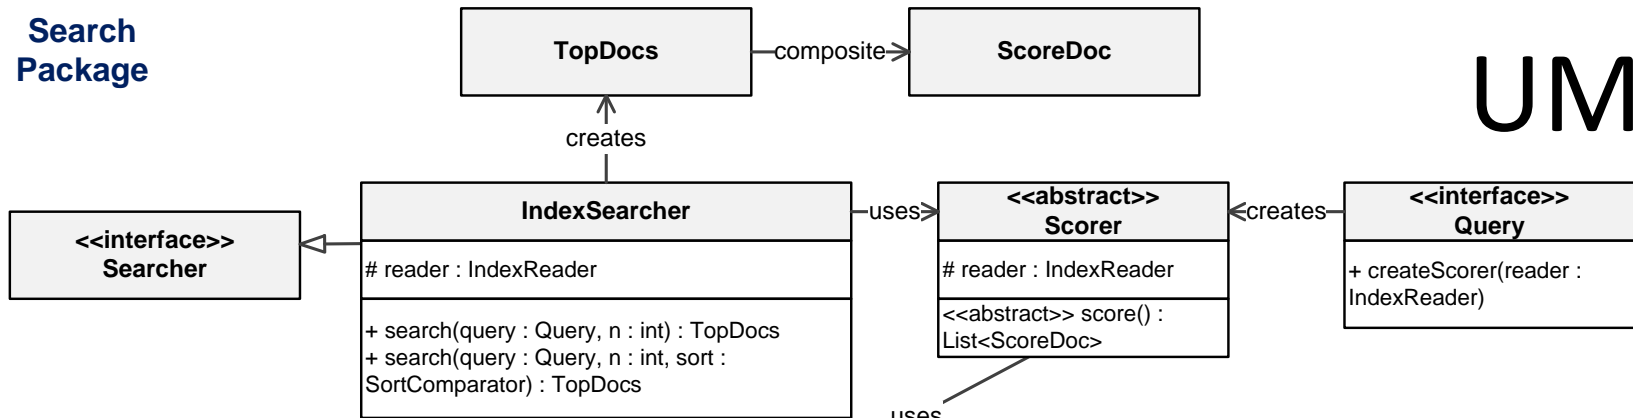 Search
Package
TopDocs
composite
ScoreDoc
UM
creates
<<interface>>
Searcher
IndexSearcher
# reader : IndexReader
+ search(query : Query, n : int) : TopDocs
+ search(query : Query, n : int, sort :
SortComparator) : TopDocs
uses
<<abstract>>
Scorer
# reader : IndexReader
<<abstract>> score() :
List<ScoreDoc>
creates
<<interface>>
Query
+ createScorer(reader :
IndexReader)
uses